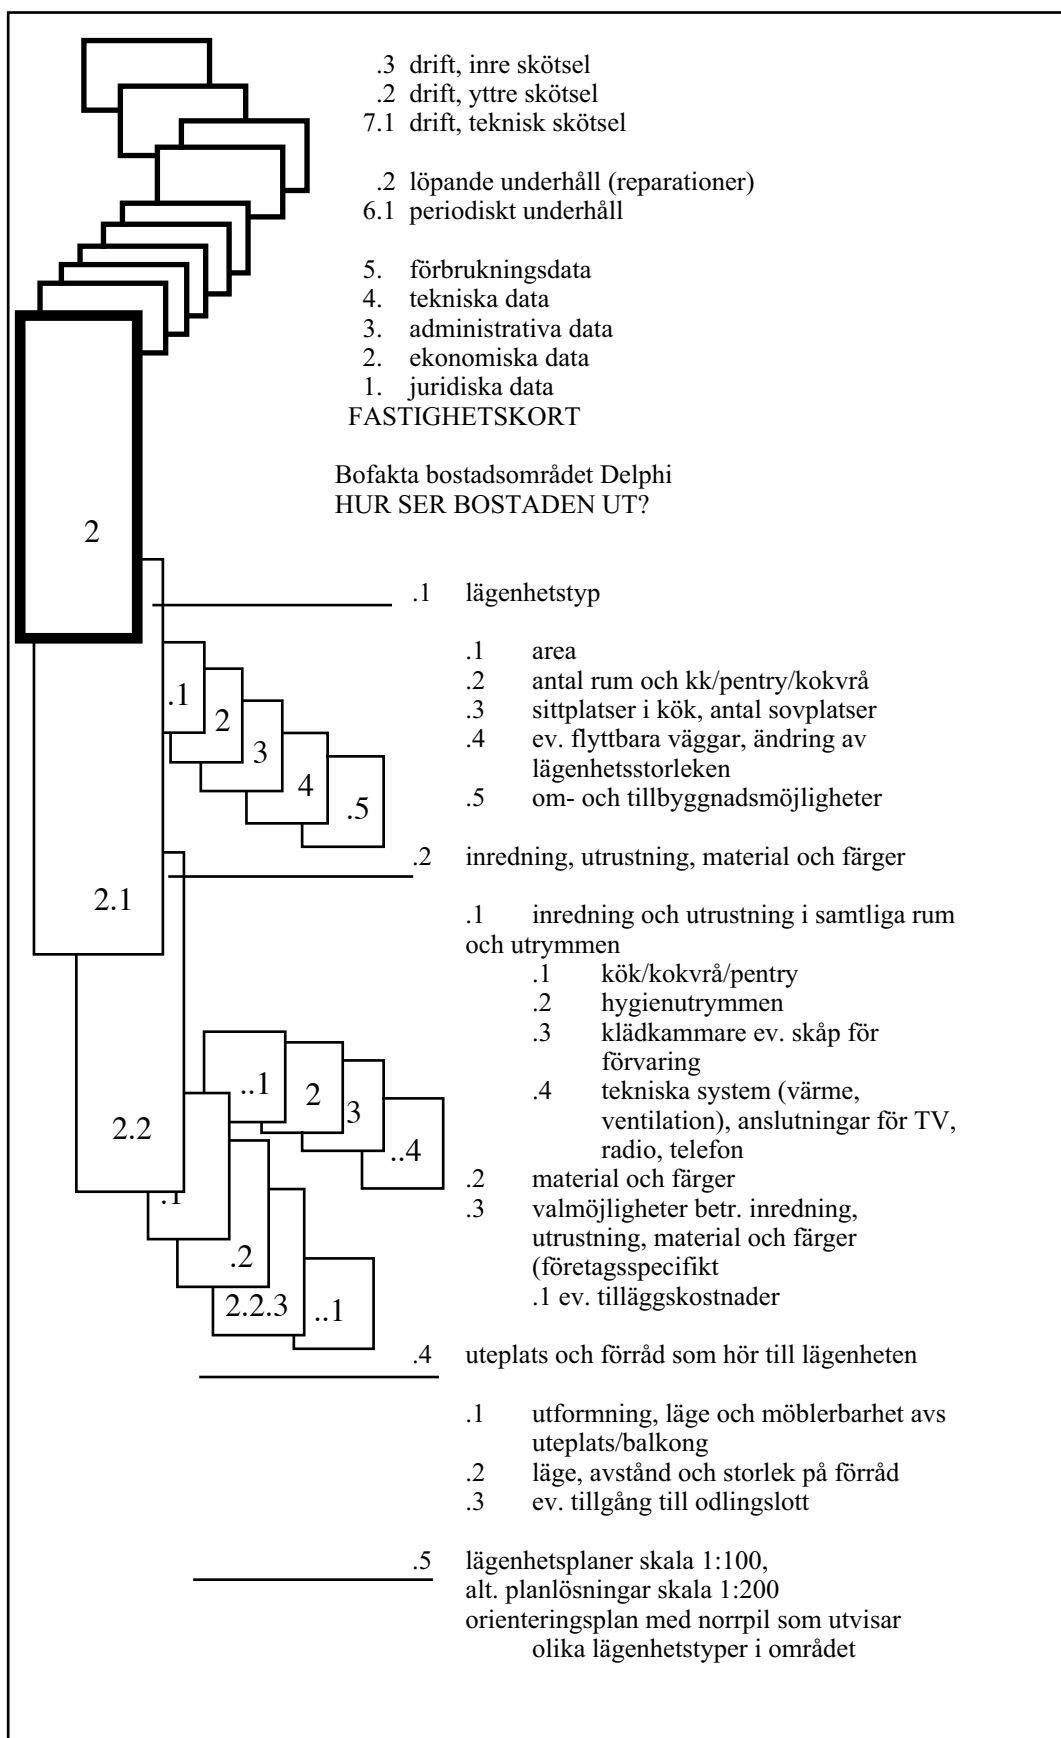 .3 drift, inre skötsel
.2 drift, yttre skötsel
7.1 drift, teknisk skötsel
.2 löpande underhåll (reparationer)
6.1 periodiskt underhåll
5. förbrukningsdata
4. tekniska data
3. administrativa data
2. ekonomiska data
1. juridiska data
FASTIGHETSKORT
Bofakta bostadsområdet Delphi
HUR SER BOSTADEN UT?
2
.1 lägenhetstyp
.1 area
.2 antal rum och kk/pentry/kokvrå
.3 sittplatser i kök, antal sovplatser
.4 ev. flyttbara väggar, ändring av
lägenhetsstorleken
.5 om- och tillbyggnadsmöjligheter
.1
2
3
4
.5
.2 inredning, utrustning, material och färger
2.1
.1 inredning och utrustning i samtliga rum
och utrymmen
.1 kök/kokvrå/pentry
.2 hygienutrymmen
.3 klädkammare ev. skåp för
förvaring
.4 tekniska system (värme,
ventilation), anslutningar för TV,
radio, telefon
..1
2
3
..4
2.2
.2 material och färger
.3 valmöjligheter betr. inredning,
utrustning, material och färger
(företagsspecifikt
.1 ev. tilläggskostnader
.1
.2
2.2.3
..1
.4 uteplats och förråd som hör till lägenheten
.1 utformning, läge och möblerbarhet avs
uteplats/balkong
.2 läge, avstånd och storlek på förråd
.3 ev. tillgång till odlingslott
.5 lägenhetsplaner skala 1:100,
alt. planlösningar skala 1:200
orienteringsplan med norrpil som utvisar
olika lägenhetstyper i området